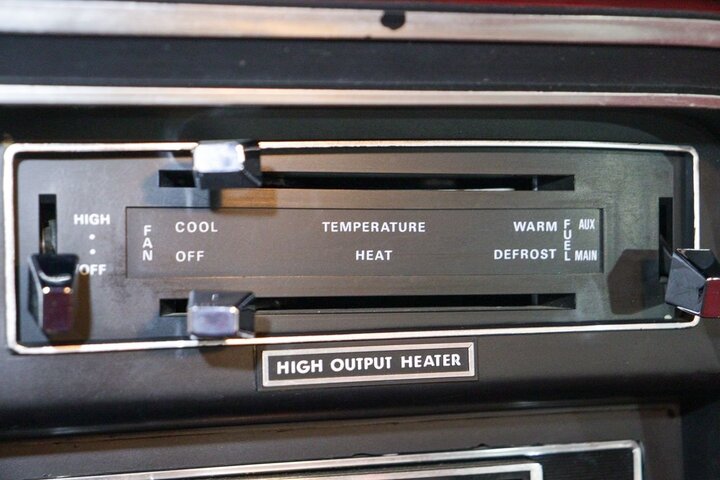 HIGH
OFF
FAN
COOL TEMPERATURE WARM
OFF HEAT DEFROST
FUEL
AUX
MAIN
HIGH OUTPUT HEATER